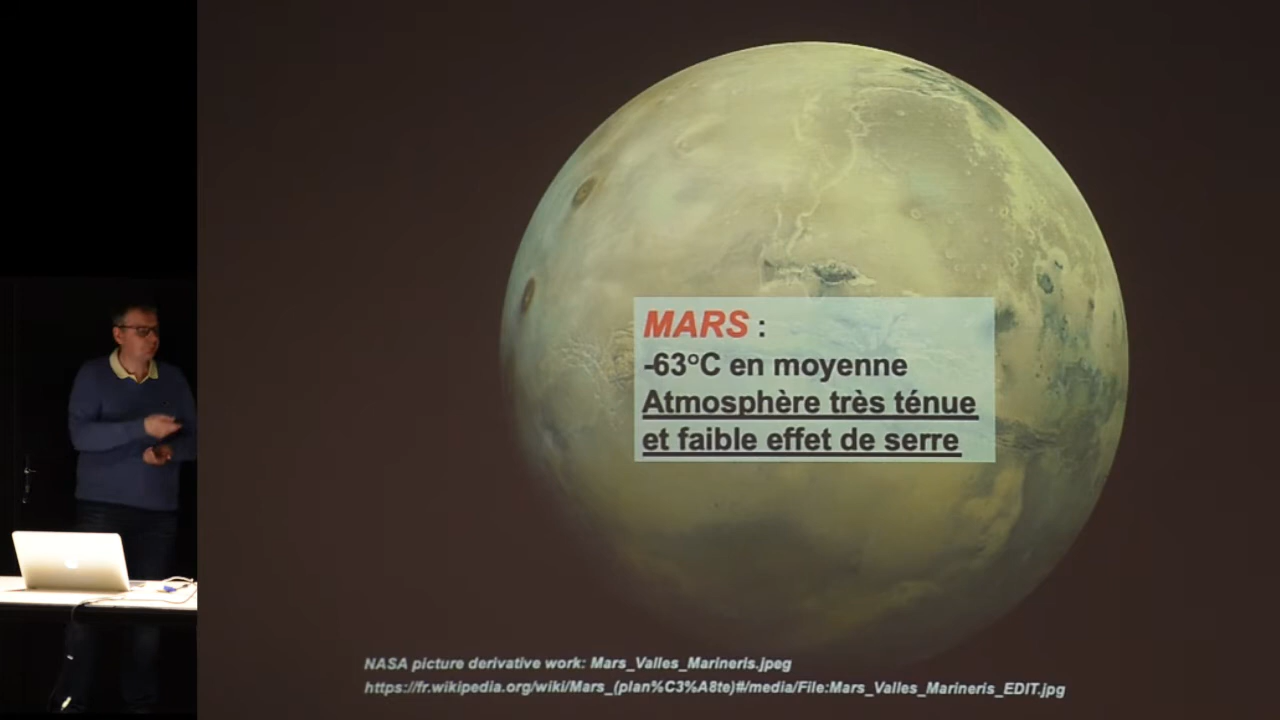 MARS :
-63°C en moyenne
Atmosphère très ténue
et faible effet de serre
NASA picture derivative work: Mars_Valles_Marineris.jpeg
https://fr.wikipedia.org/wiki/Mars_(plan%C3%A8te)#/media/File:Mars_Valles_Marineris_EDIT.jpg